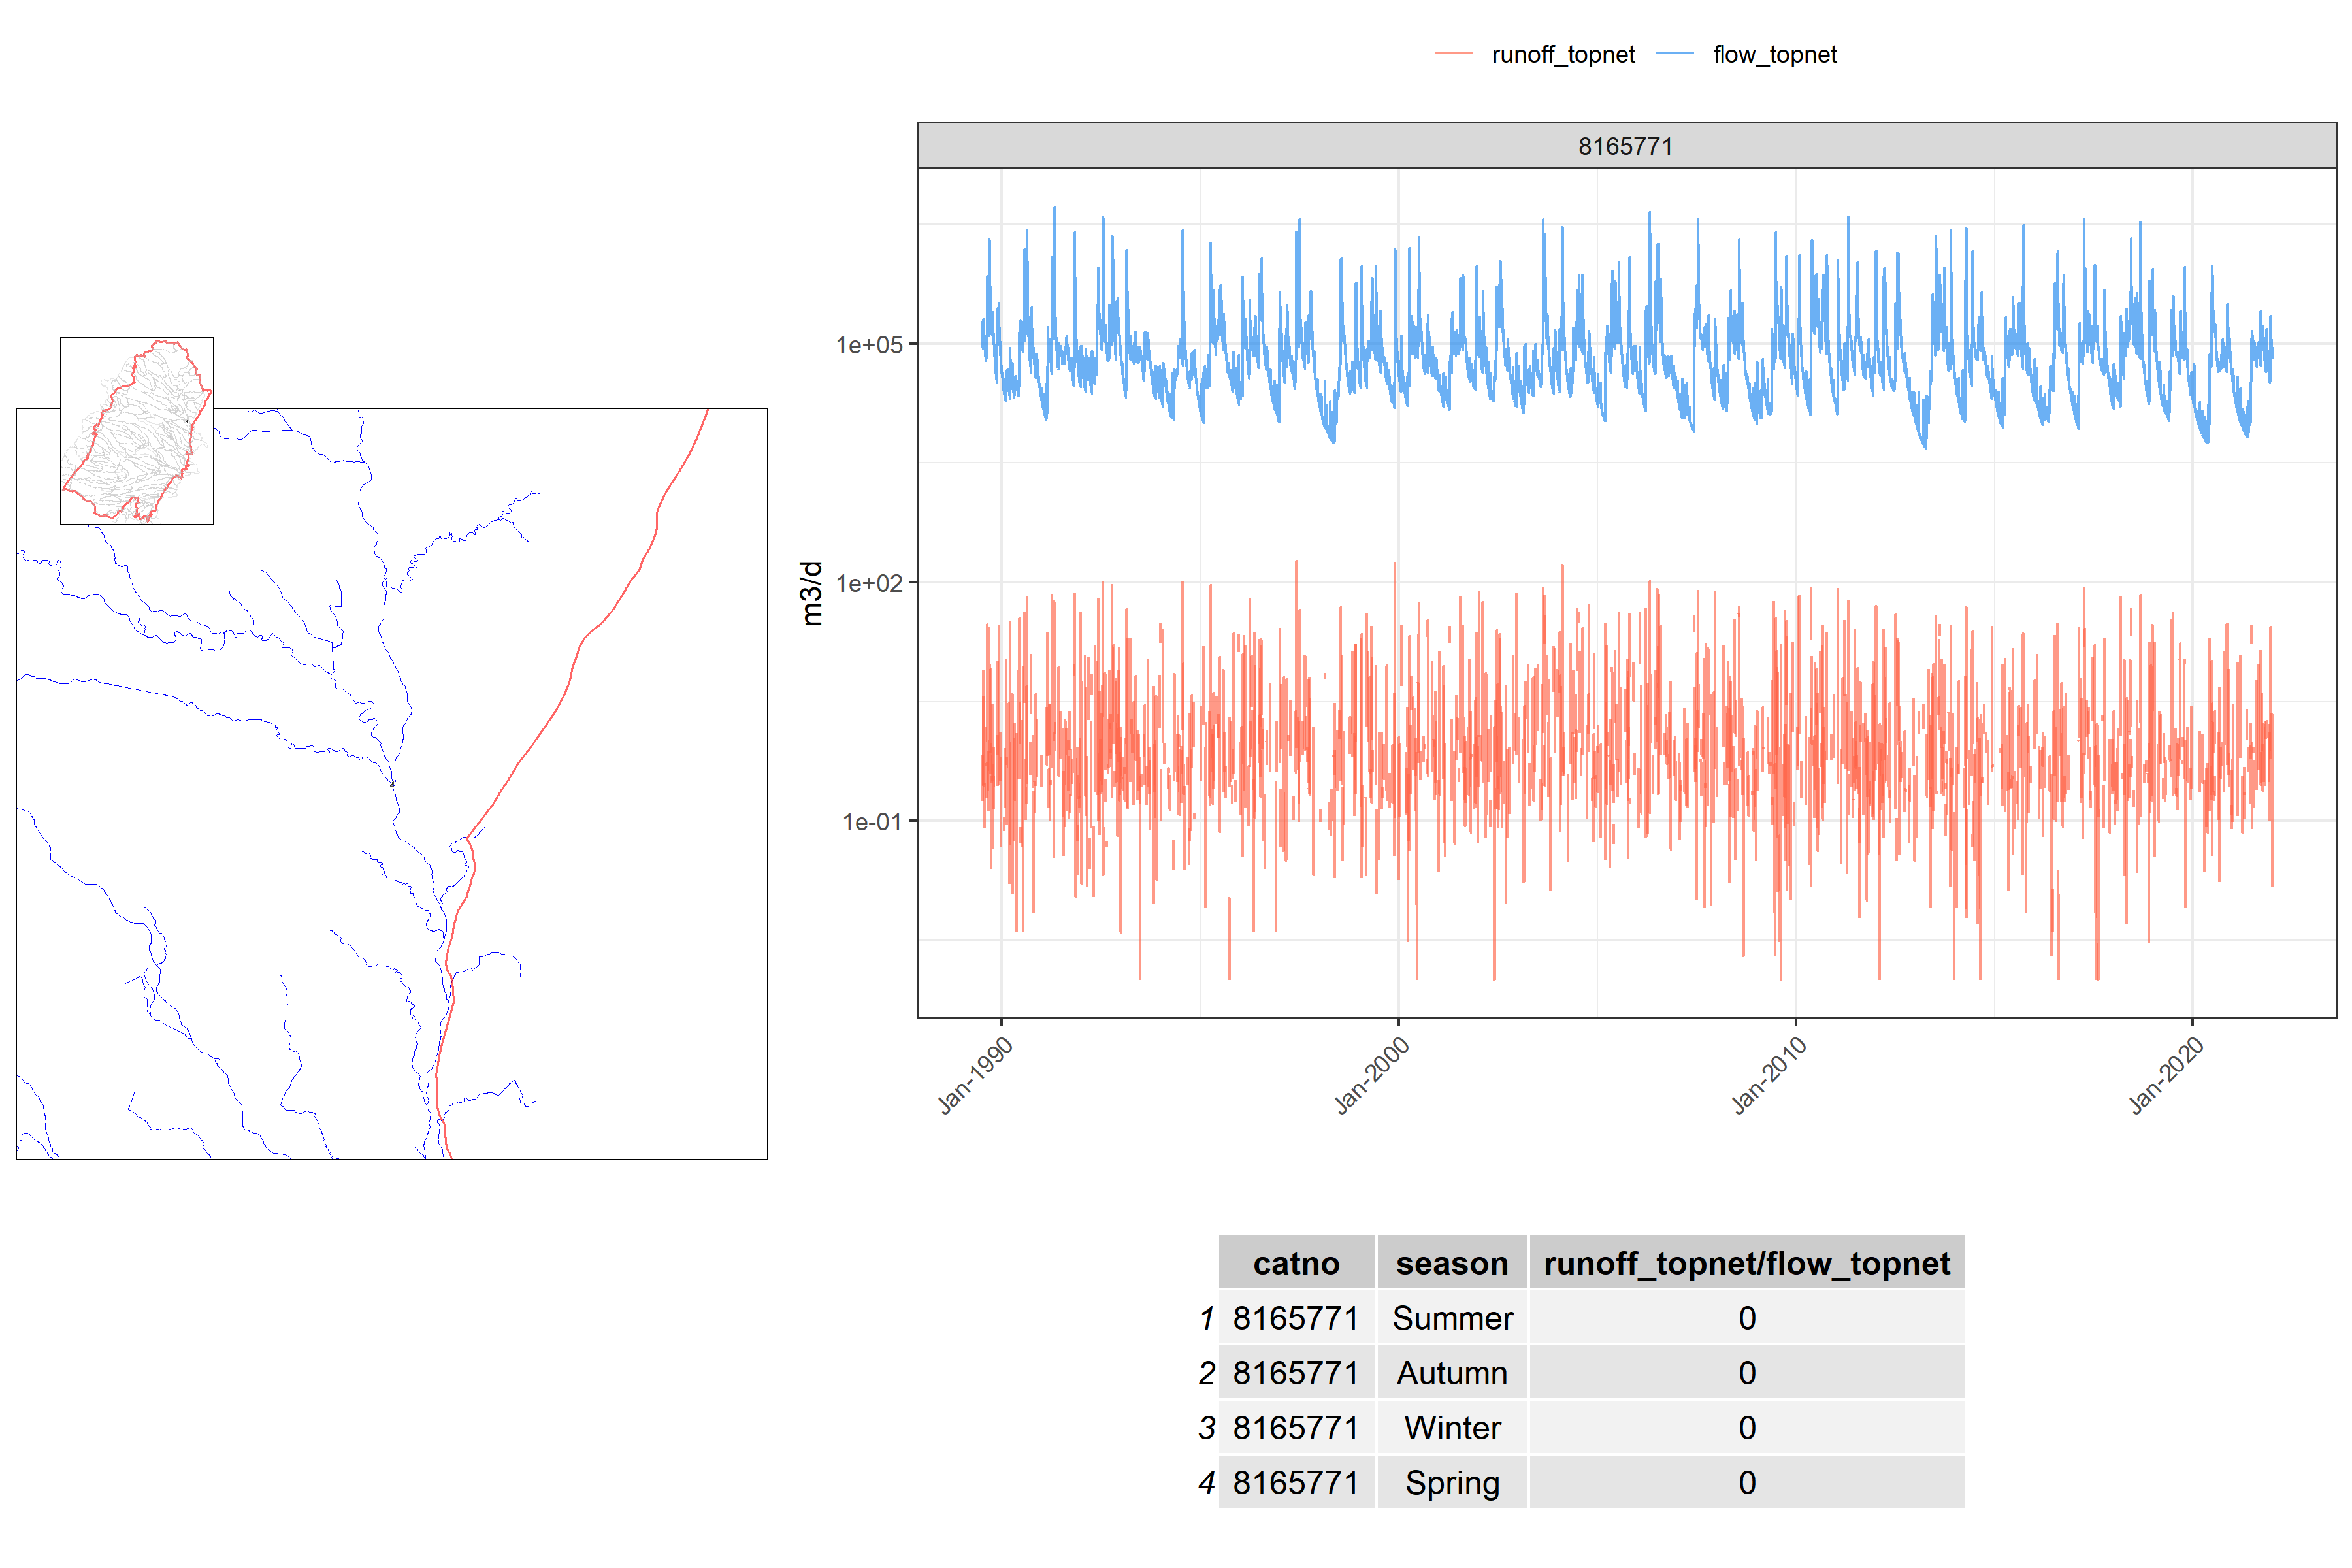 runoff_topnet flow_topnet
8165771
m3/d
1e+05
1e+02
1e-01
Jan-1990 Jan-2000 Jan-2010 Jan-2020
catno season runoff_topnet/flow_topnet
1 8165771 Summer 0
2 8165771 Autumn 0
3 8165771 Winter 0
4 8165771 Spring 0